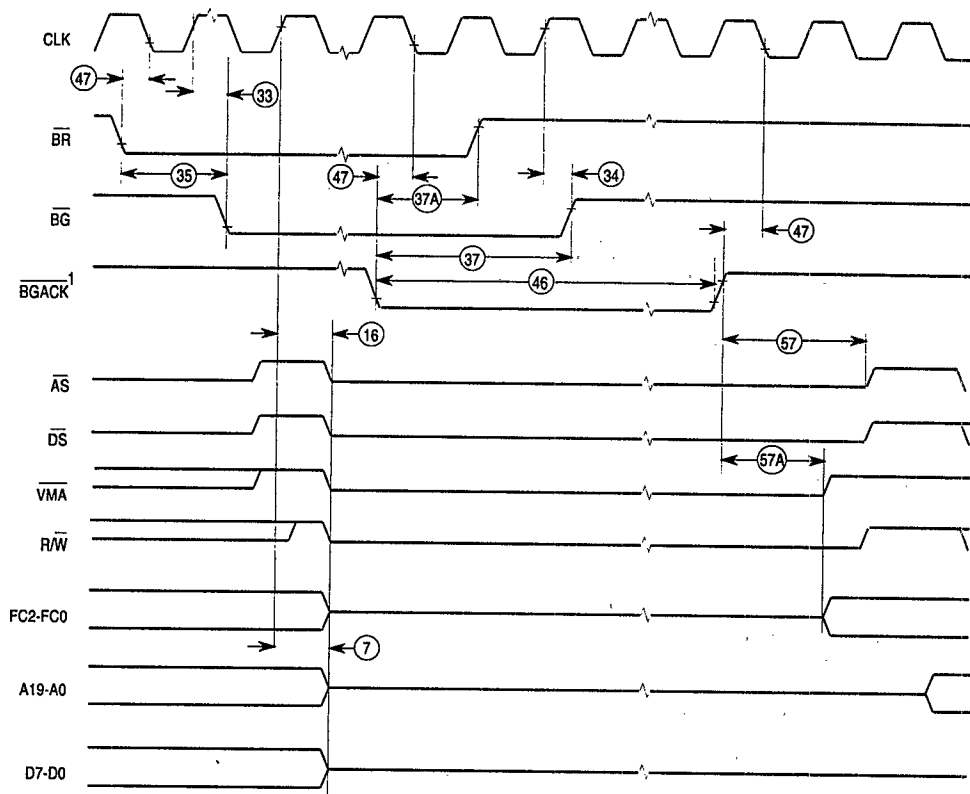 CLK
47
33
BR
35
47
37A
34
BG
37
47
BGACK1
46
16
57
AS
DS
57A
VMA
R/W
FC2-FC0
7
A19-A0
D7-D0